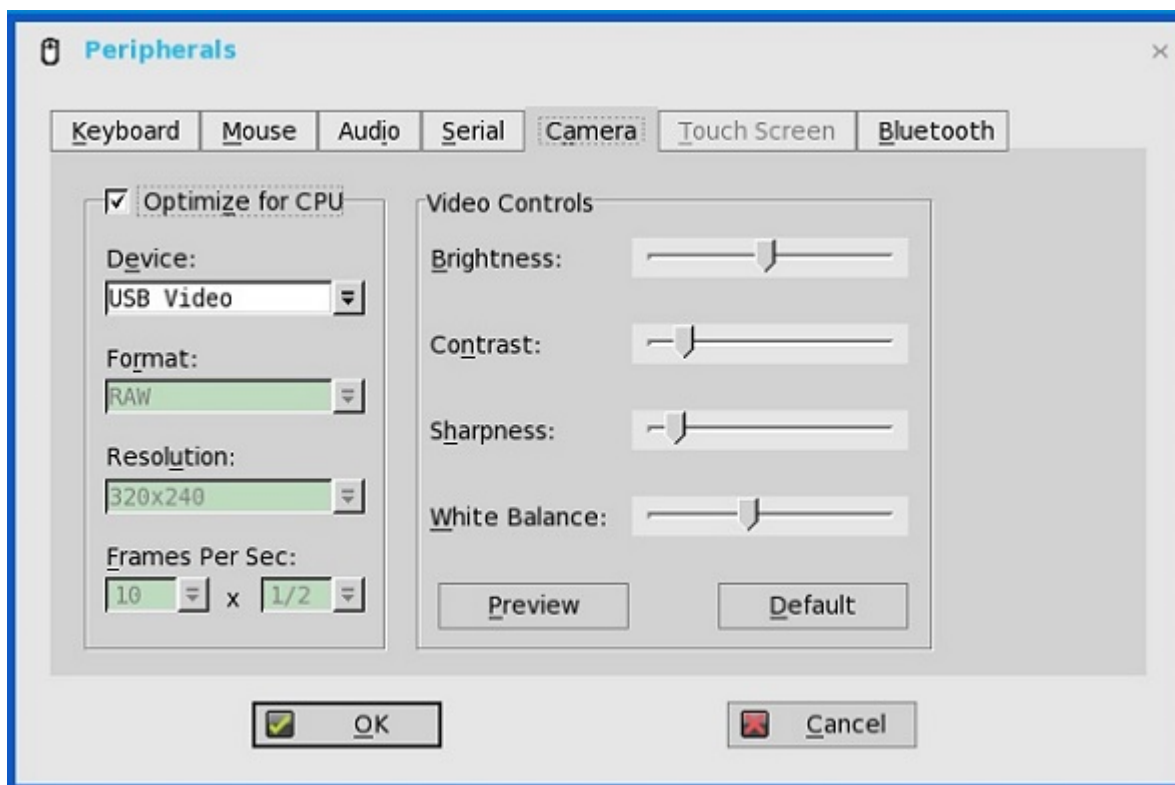 Peripherals
Keyboard Mouse Audio Serial Camera Touch Screen Bluetooth
Optimize for CPU
Device:
USB Video
Format:
RAW
Resolution:
320x240
Frames Per Sec:
10 x 1/2
Video Controls
Brightness:
Contrast:
Sharpness:
White Balance:
Preview Default
OK Cancel